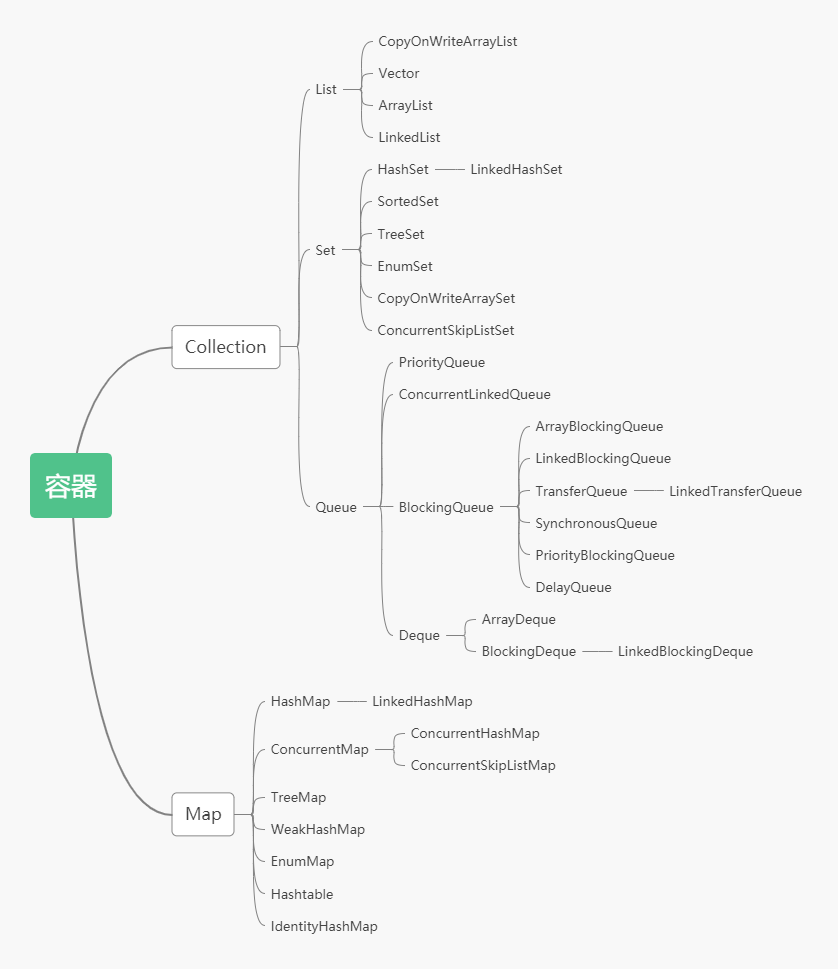 容器
Collection
List
CopyOnWriteArrayList
Vector
ArrayList
LinkedList
Set
HashSet
LinkedHashSet
SortedSet
TreeSet
EnumSet
CopyOnWriteArraySet
ConcurrentSkipListSet
Queue
PriorityQueue
ConcurrentLinkedQueue
BlockingQueue
ArrayBlockingQueue
LinkedBlockingQueue
TransferQueue
LinkedTransferQueue
SynchronousQueue
PriorityBlockingQueue
DelayQueue
Deque
ArrayDeque
BlockingDeque
LinkedBlockingDeque
Map
HashMap
LinkedHashMap
ConcurrentMap
ConcurrentHashMap
ConcurrentSkipListMap
TreeMap
WeakHashMap
EnumMap
Hashtable
IdentityHashMap